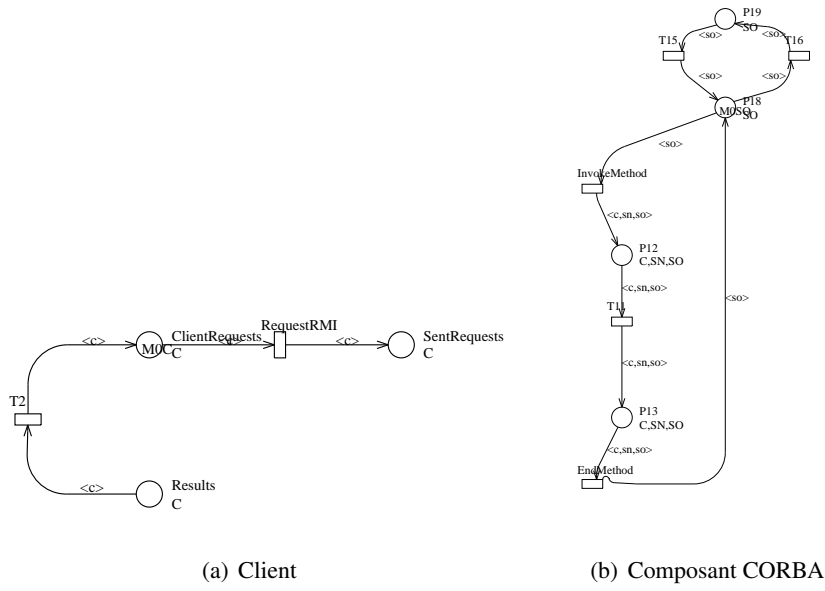 P19
SO
<so>
<so>
T15
T16
<so>
<so>
P18
M0SO
SO
<so>
InvokeMethod
<c,sn,so>
P12
C,SN,SO
<c,sn,so>
T11
<so>
<c,sn,so>
P13
C,SN,SO
<c,sn,so>
EndMethod
RequestRMI
<c>
ClientRequests
<c>
<c>
SentRequests
M0C
C
C
T2
<c>
Results
C
(a) Client
(b) Composant CORBA